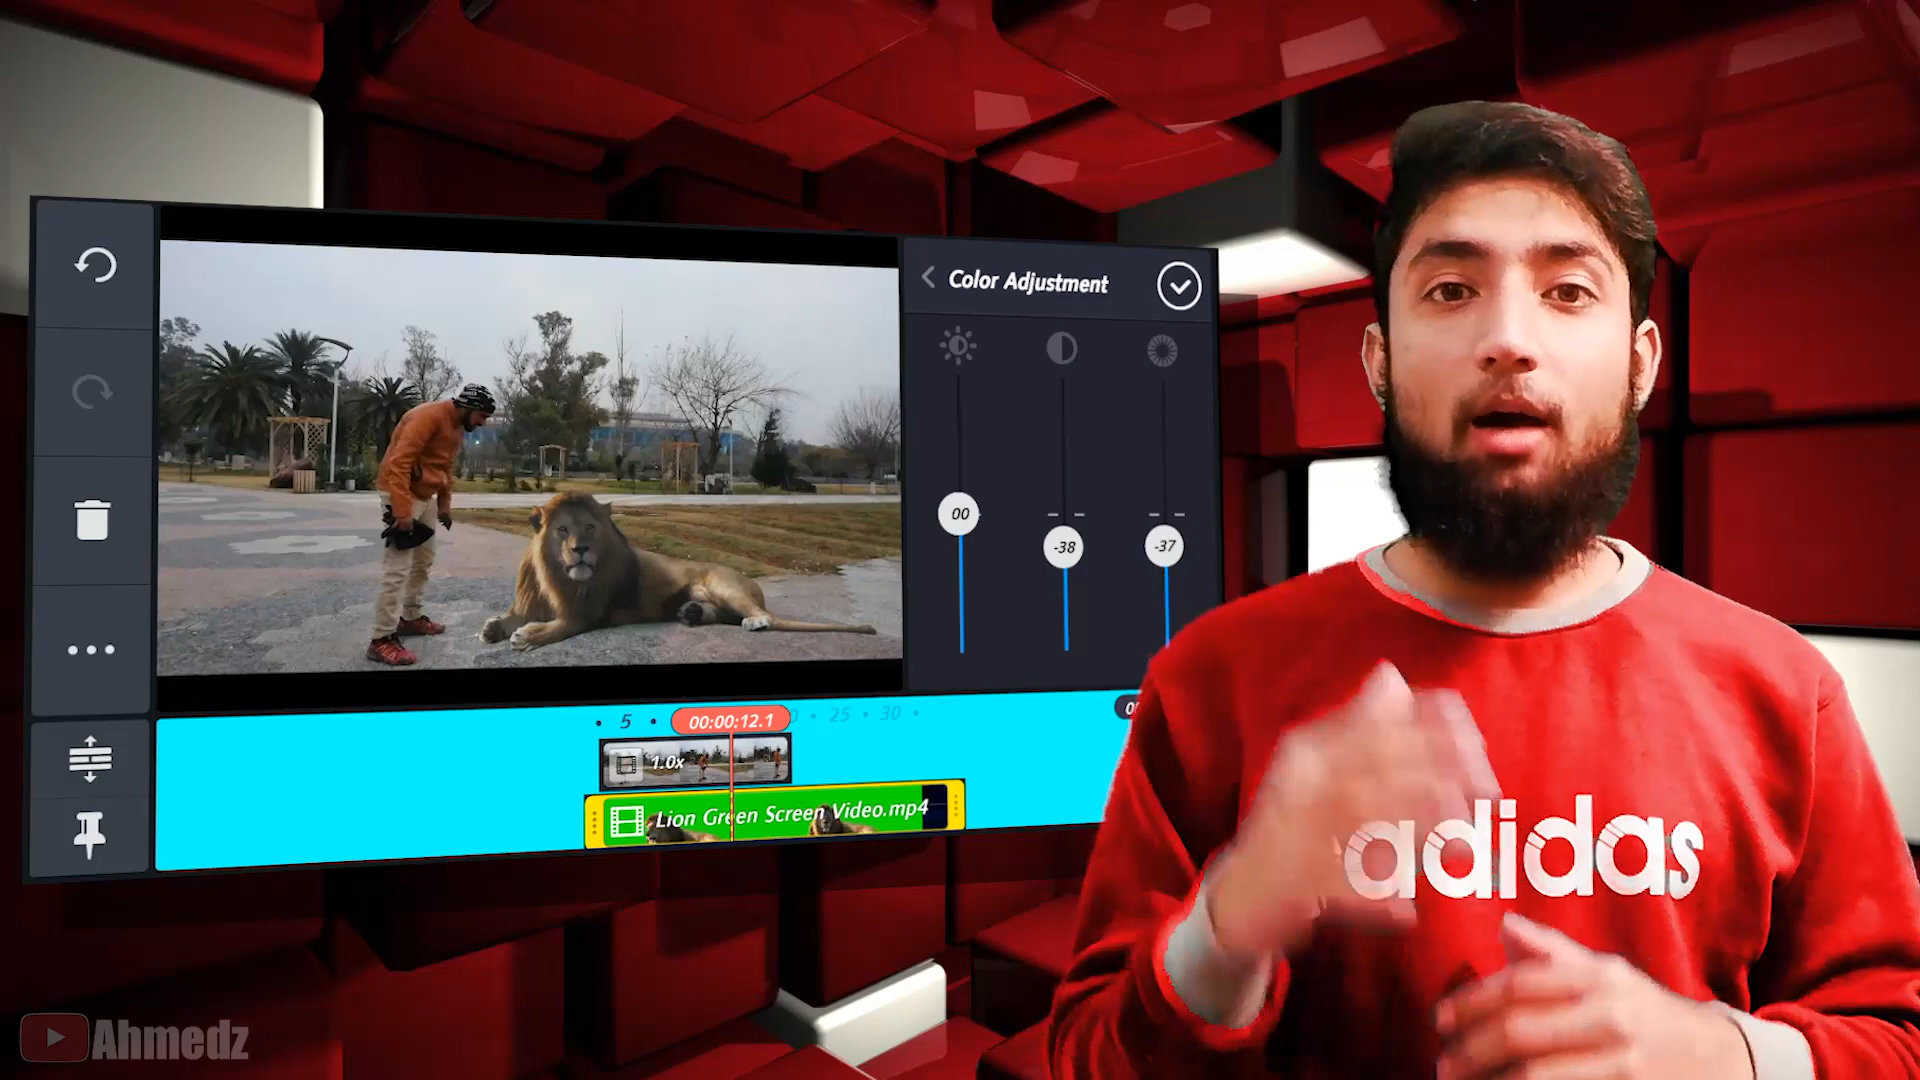 Color Adjustment
00
-38
-37
5
00:00:12.1
25
30
1.0x
Lion Green Screen Video.mp4
adidas
Ahmedz